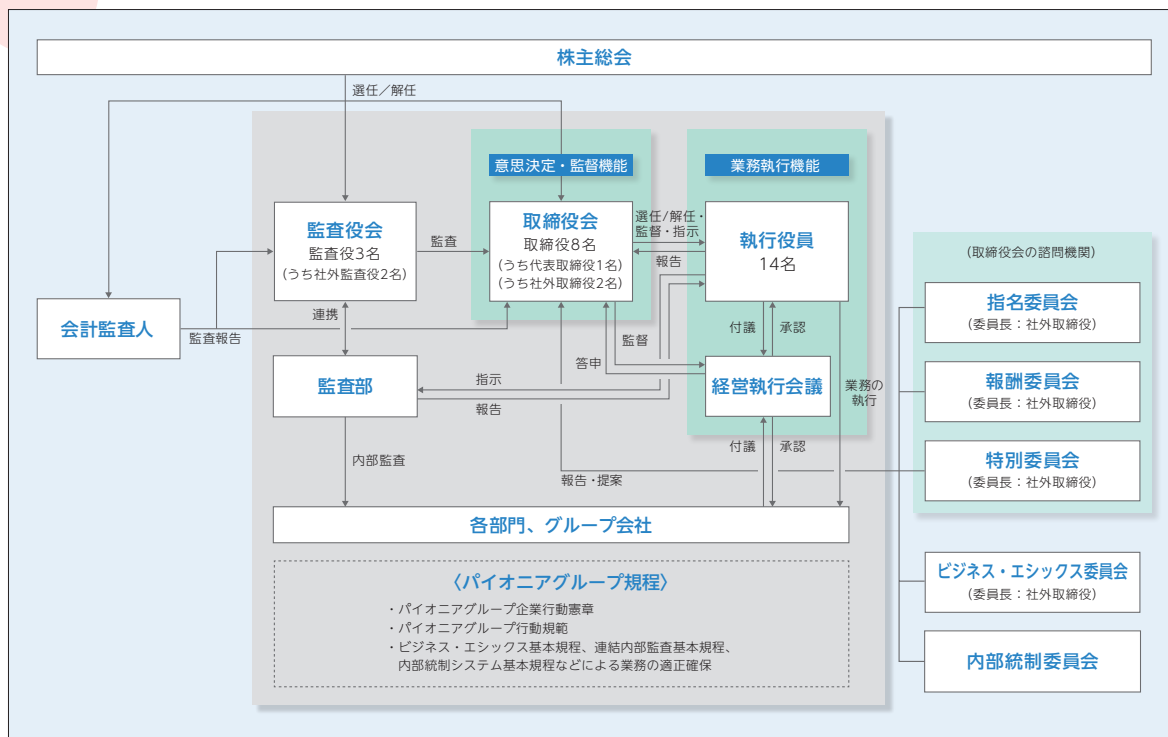 株主総会
選任／解任
意思決定・監督機能
業務執行機能
監査役会
監査役3名
(うち社外監査役2名)
監査
取締役会
取締役8名
(うち代表取締役1名)
(うち社外取締役2名)
選任/解任・
監督・指示
報告
執行役員
14名
(取締役会の諮問機関)
指名委員会
(委員長：社外取締役)
会計監査人
監査報告
連携
監督
付議
承認
答申
監査部
指示
報告
経営執行会議
業務の
執行
報酬委員会
(委員長：社外取締役)
内部監査
付議
承認
報告・提案
特別委員会
(委員長：社外取締役)
各部門、グループ会社
〈パイオニアグループ規程〉
・パイオニアグループ企業行動憲章
・パイオニアグループ行動規範
・ビジネス・エシックス基本規程、連結内部監査基本規程、
内部統制システム基本規程などによる業務の適正確保
ビジネス・エシックス委員会
(委員長：社外取締役)
内部統制委員会